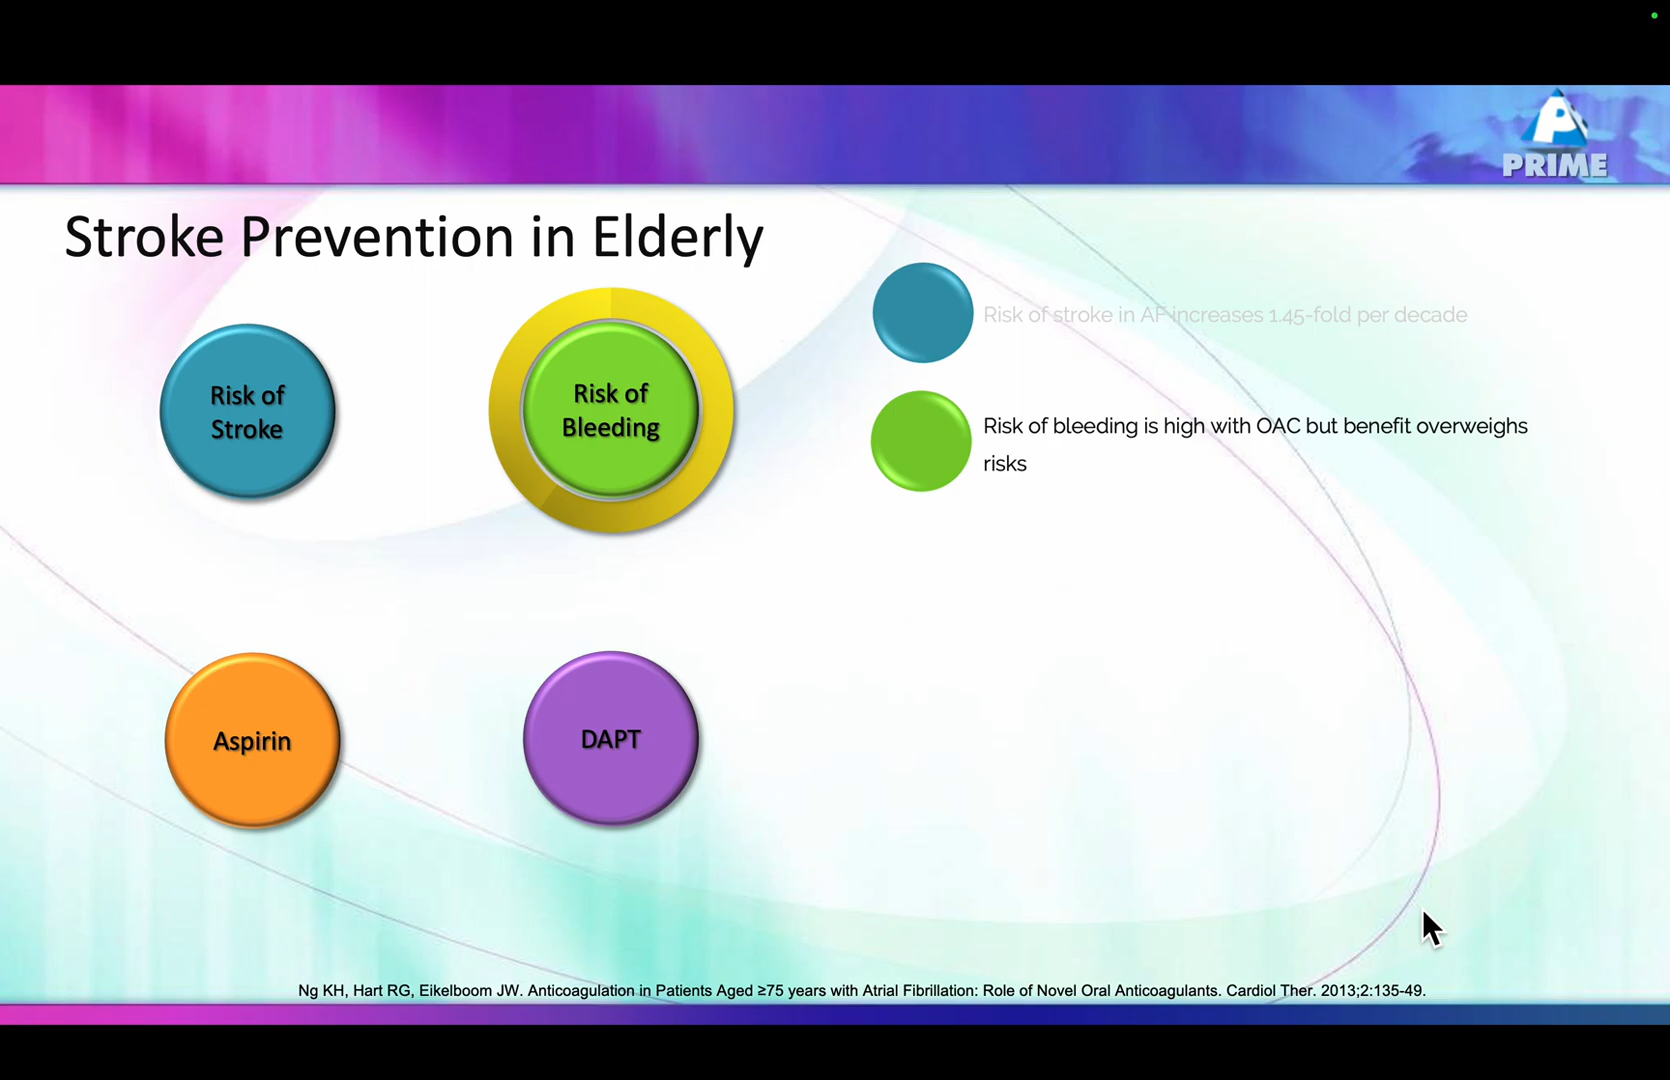 PRIME
Stroke Prevention in Elderly
Risk of
Stroke
Risk of
Bleeding
Risk of stroke in AF increases 1.45-fold per decade
Risk of bleeding is high with OAC but benefit overweighs
risks
Aspirin
DAPT
Ng KH, Hart RG, Eikelboom JW. Anticoagulation in Patients Aged ≥75 years with Atrial Fibrillation: Role of Novel Oral Anticoagulants. Cardiol Ther. 2013;2:135-49.